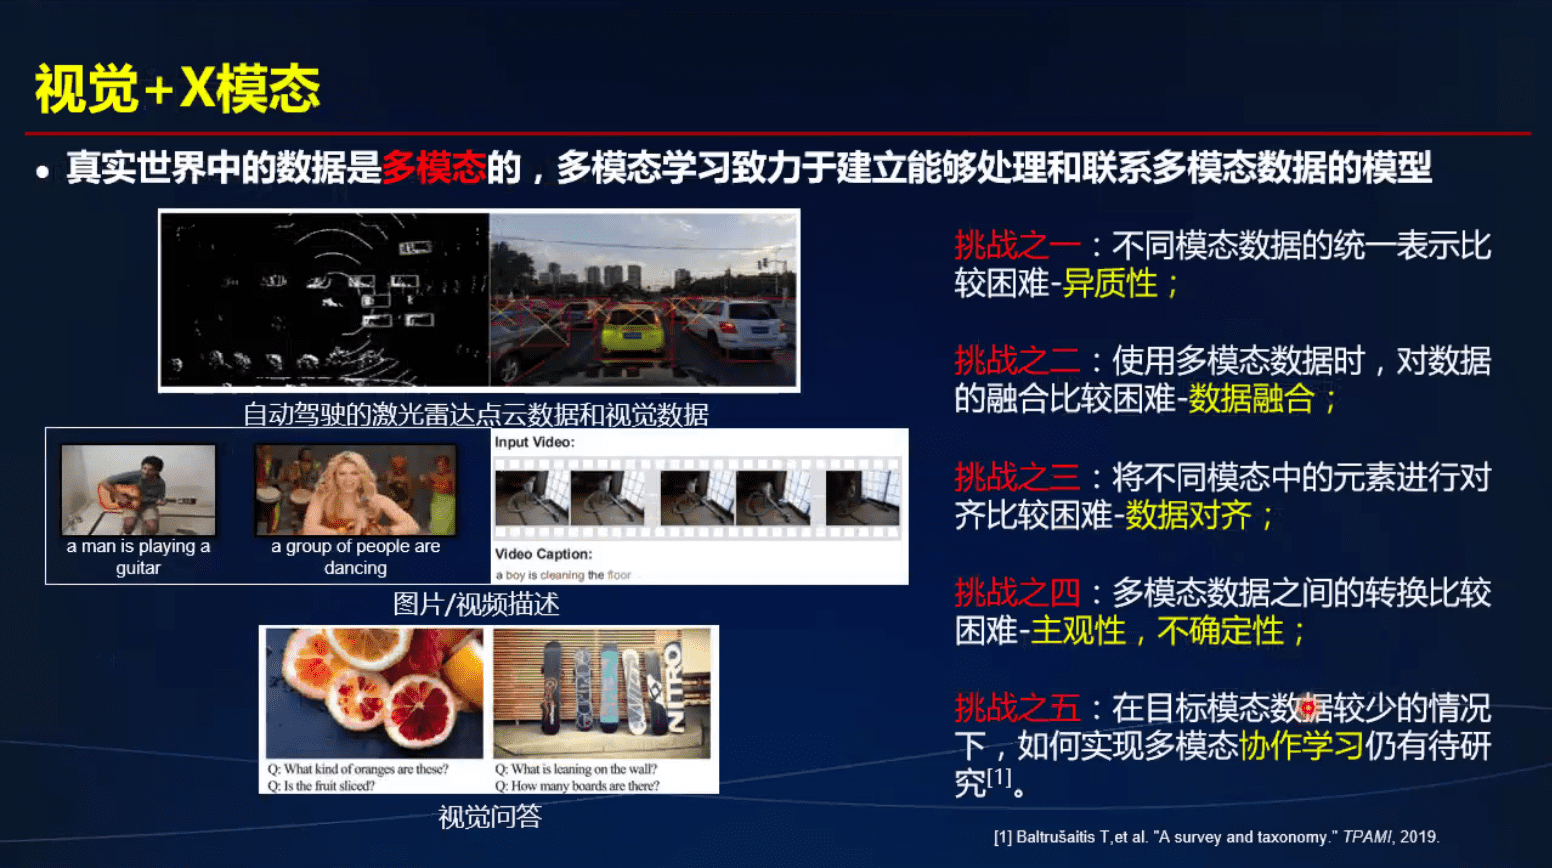 视觉+X模态
• 真实世界中的数据是多模态的，多模态学习致力于建立能够处理和联系多模态数据的模型
自动驾驶的激光雷达点云数据和视觉数据
a man is playing a
guitar
a group of people are
dancing
Input Video:
Video Caption:
a boy is cleaning the floor
图片/视频描述
NITRO
Q: What kind of oranges are these?
Q: Is the fruit sliced?
Q: What is leaning on the wall?
Q: How many boards are there?
视觉问答
挑战之一：不同模态数据的统一表示比
较困难-异质性；
挑战之二：使用多模态数据时，对数据
的融合比较困难-数据融合；
挑战之三：将不同模态中的元素进行对
齐比较困难-数据对齐；
挑战之四：多模态数据之间的转换比较
困难-主观性，不确定性；
挑战之五：在目标模态数据较少的情况
下，如何实现多模态协作学习仍有待研
究[1]。
[1] Baltrušaitis T,et al. "A survey and taxonomy." TPAMI, 2019.